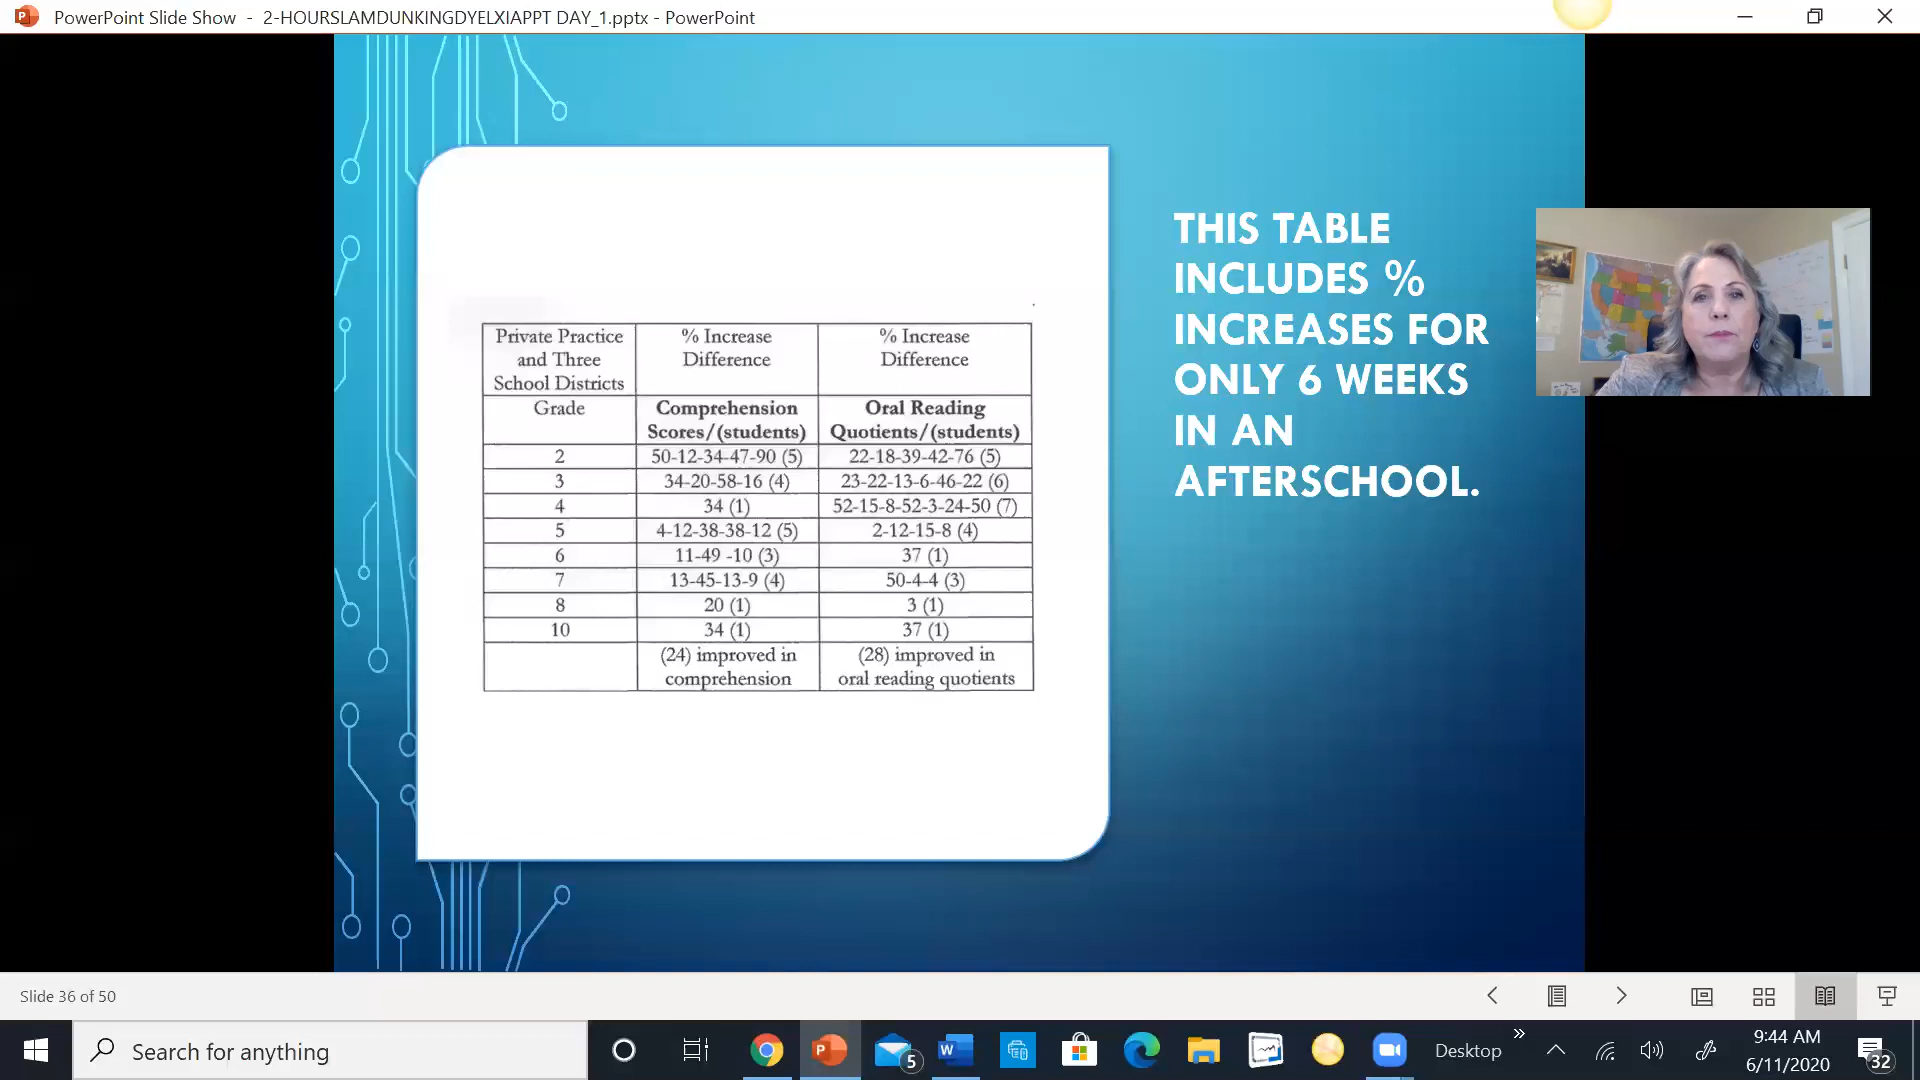 PowerPoint Slide Show - 2-HOURSLAMDUNKINGDYELXIAPPT DAY_1.pptx - PowerPoint
Private Practice and Three School Districts | % Increase Difference | % Increase Difference
Grade | Comprehension Scores/(students) | Oral Reading Quotients/(students)
2 | 50-12-34-47-90 (5) | 22-18-39-42-76 (5)
3 | 34-20-58-16 (4) | 23-22-13-6-46-22 (6)
4 | 34 (1) | 52-15-8-52-3-24-50 (7)
5 | 4-12-38-38-12 (5) | 2-12-15-8 (4)
6 | 11-49 -10 (3) | 37 (1)
7 | 13-45-13-9 (4) | 50-4-4 (3)
8 | 20 (1) | 3 (1)
10 | 34 (1) | 37 (1)
(24) improved in comprehension | (28) improved in oral reading quotients
THIS TABLE
INCLUDES %
INCREASES FOR
ONLY 6 WEEKS
IN AN
AFTERSCHOOL.
Slide 36 of 50
Search for anything
5
Desktop
9:44 AM
6/11/2020
32